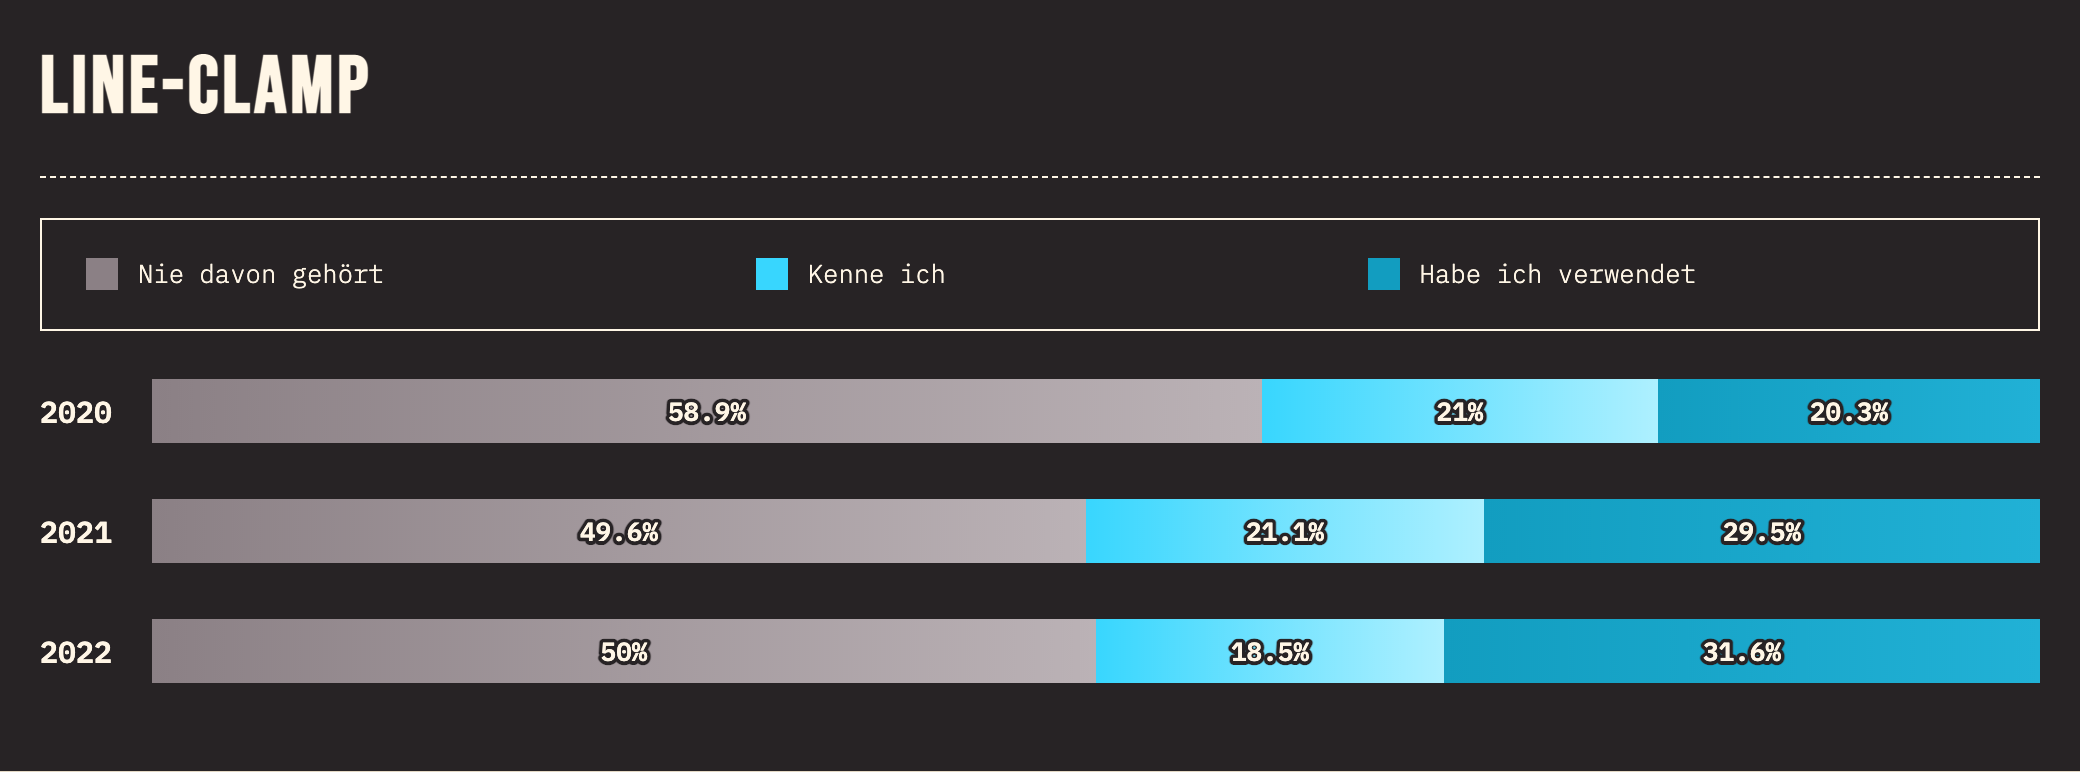 LINE-CLAMP
Nie davon gehört Kenne ich Habe ich verwendet
2020 58.9% 21% 20.3%
2021 49.6% 21.1% 29.5%
2022 50% 18.5% 31.6%